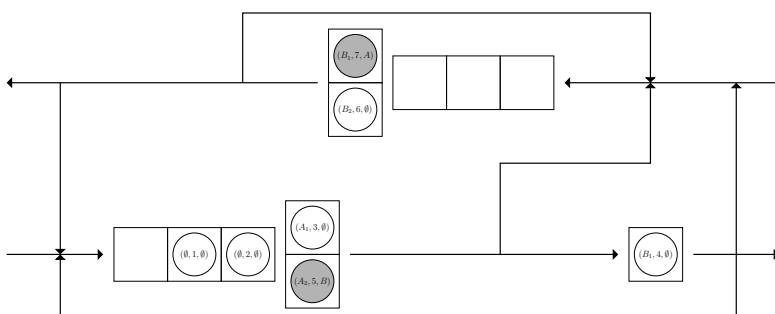 (B₁, 7, A)
(B₂, 6, ∅)
(A₁, 3, ∅)
(∅, 1, ∅) (∅, 2, ∅) (B₁, 4, ∅)
(A₂, 5, B)